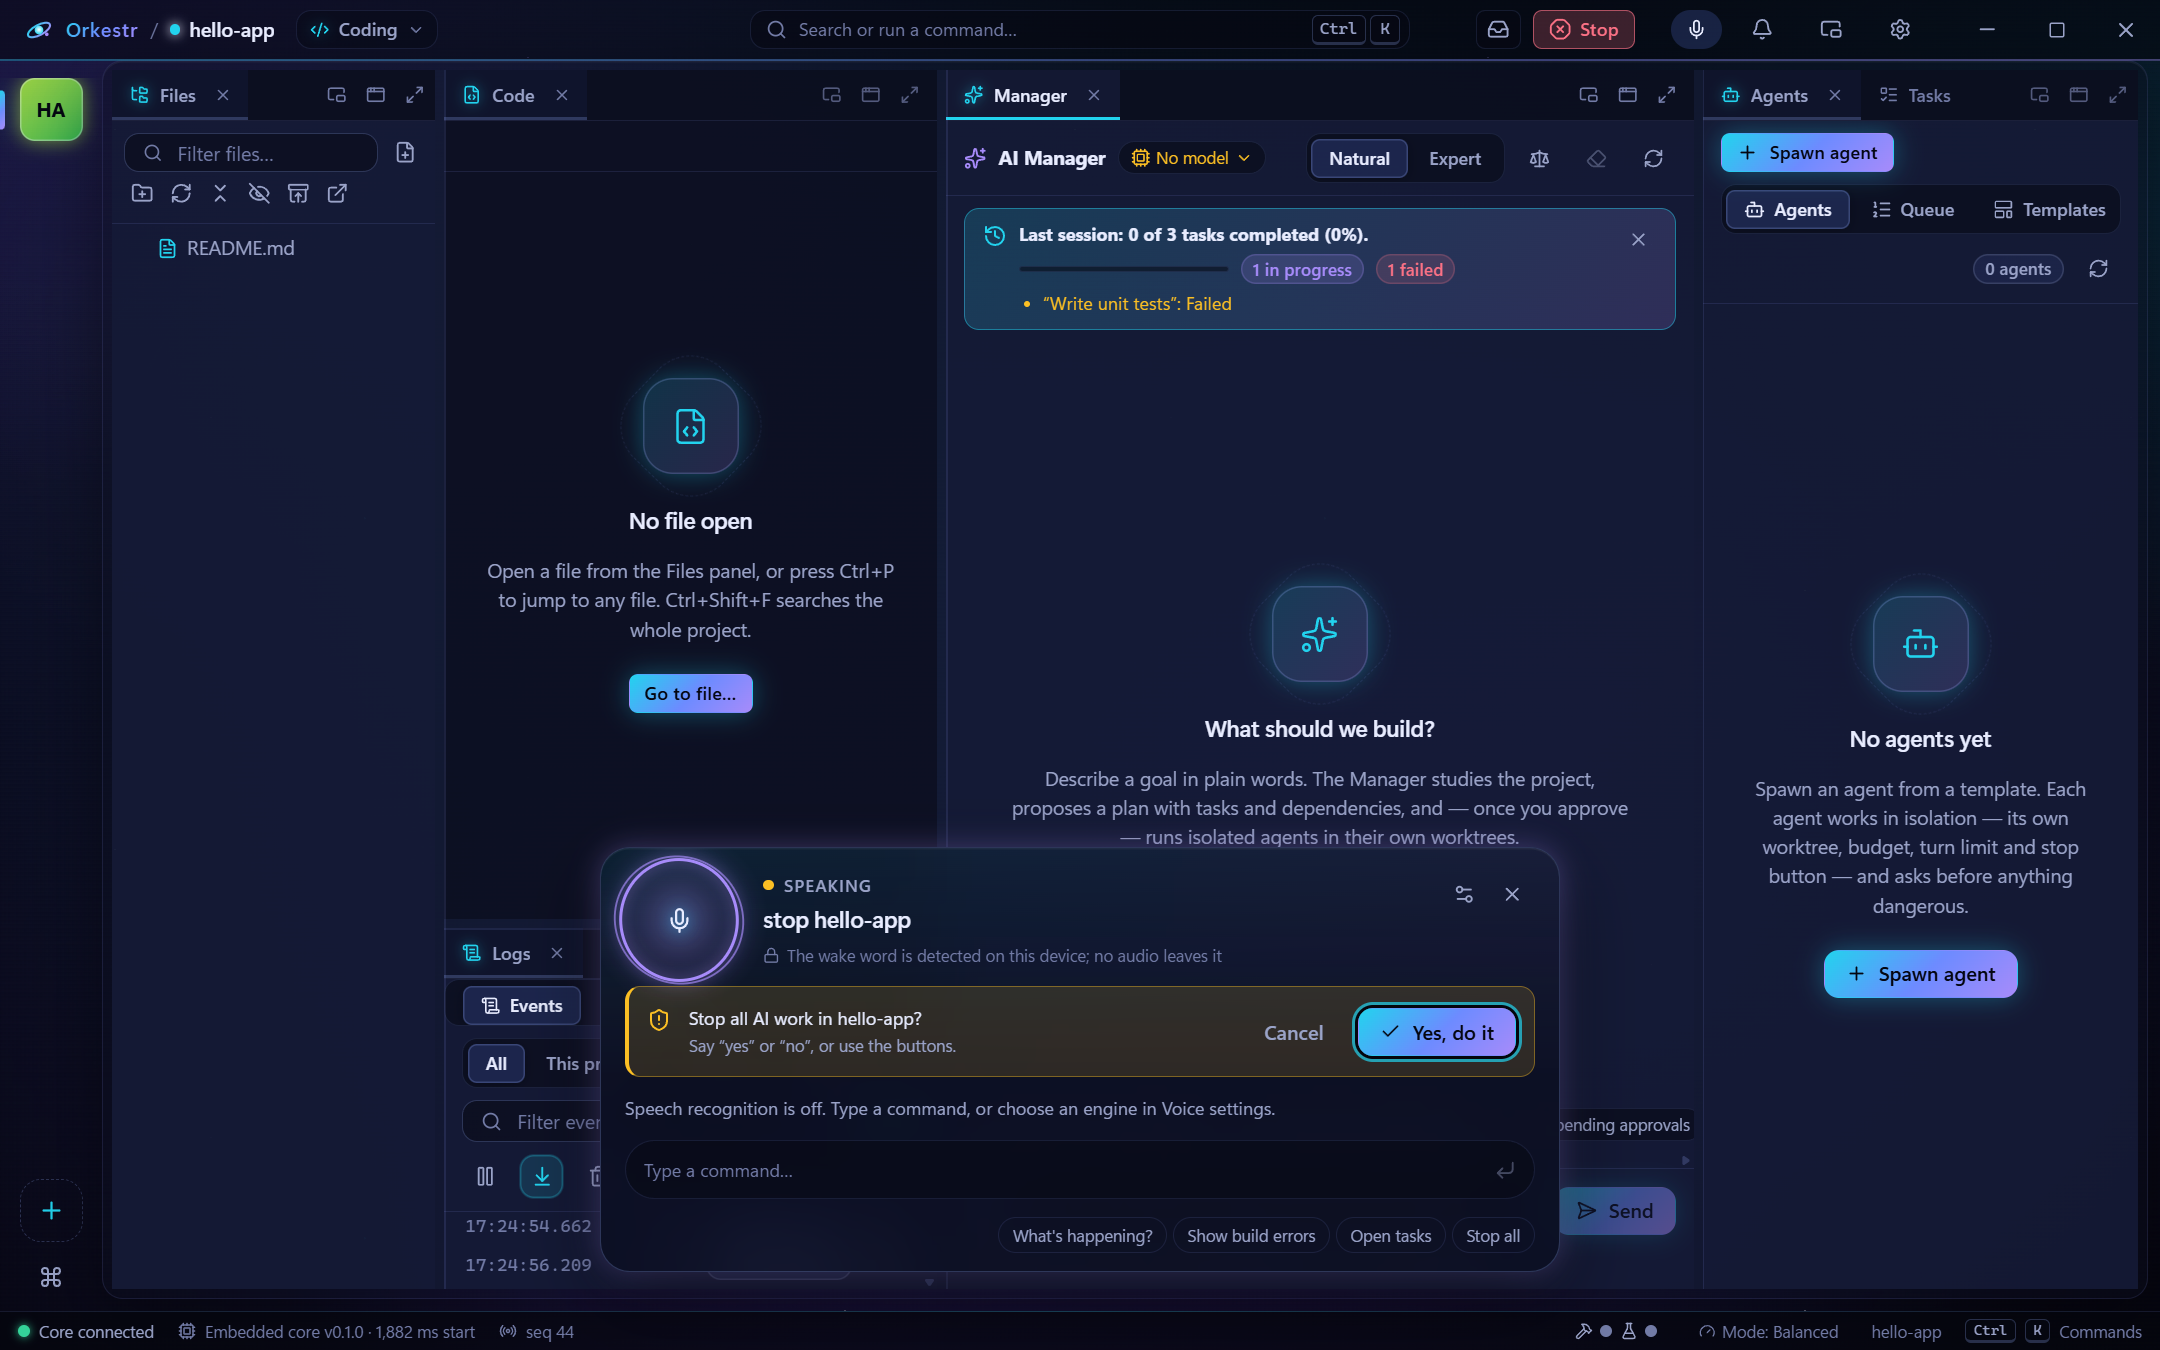 Orkestr / hello-app
Coding
Search or run a command...
Ctrl K
Stop
HA
Files
Filter files...
README.md
Code
No file open
Open a file from the Files panel, or press Ctrl+P
to jump to any file. Ctrl+Shift+F searches the
whole project.
Go to file...
Manager
AI Manager
No model
Natural
Expert
Last session: 0 of 3 tasks completed (0%).
1 in progress
1 failed
• “Write unit tests”: Failed
What should we build?
Describe a goal in plain words. The Manager studies the project,
proposes a plan with tasks and dependencies, and — once you approve
— runs isolated agents in their own worktrees.
pending approvals
Send
Agents
Tasks
Spawn agent
Agents
Queue
Templates
0 agents
No agents yet
Spawn an agent from a template. Each
agent works in isolation — its own
worktree, budget, turn limit and stop
button — and asks before anything
dangerous.
Spawn agent
Logs
Events
All
This pr
Filter ever
17:24:54.662
17:24:56.209
SPEAKING
stop hello-app
The wake word is detected on this device; no audio leaves it
Stop all AI work in hello-app?
Say “yes” or “no”, or use the buttons.
Cancel
Yes, do it
Speech recognition is off. Type a command, or choose an engine in Voice settings.
Type a command...
What's happening?
Show build errors
Open tasks
Stop all
Core connected
Embedded core v0.1.0 · 1,882 ms start
seq 44
Mode: Balanced
hello-app
Ctrl K Commands